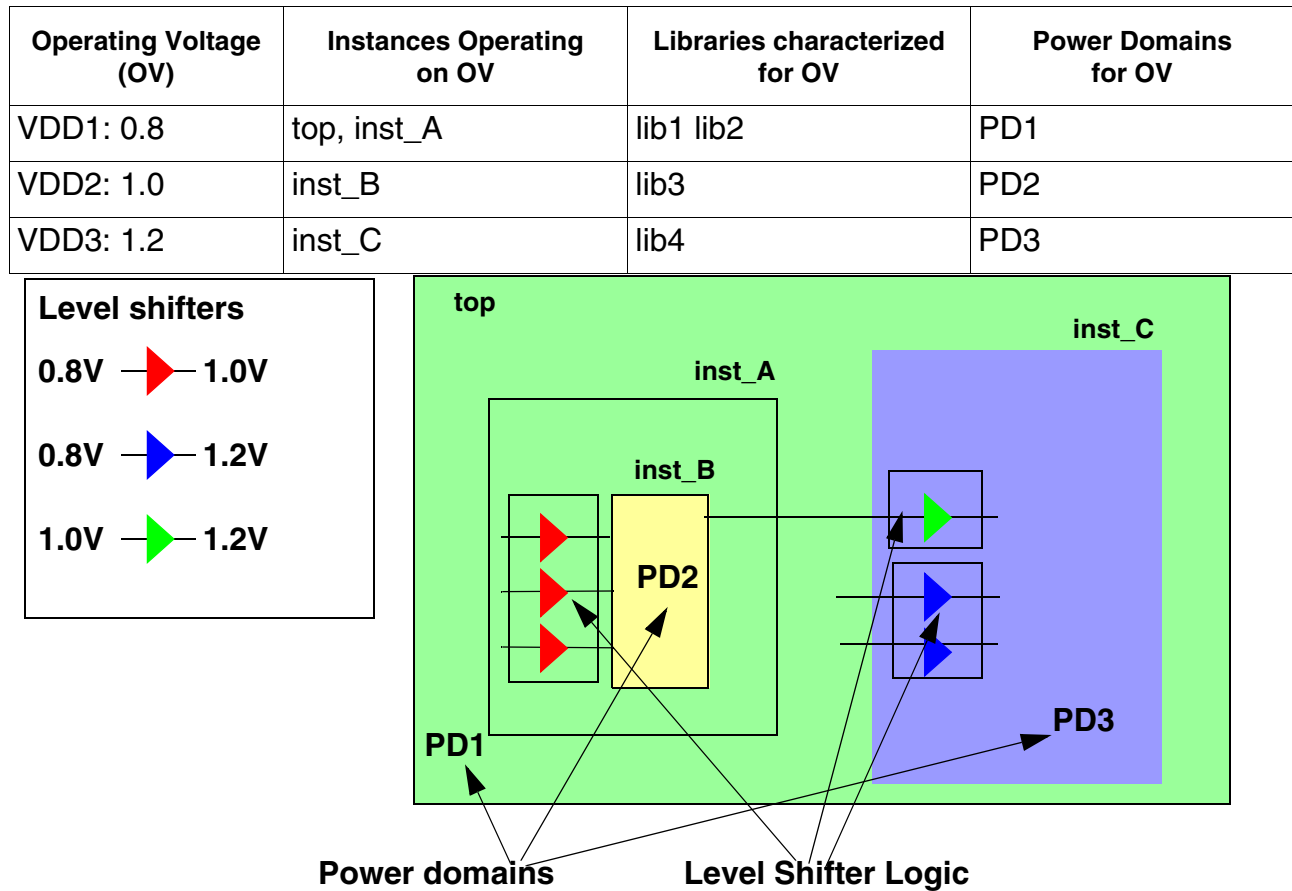 Operating Voltage (OV)
Instances Operating on OV
Libraries characterized for OV
Power Domains for OV
VDD1: 0.8
top, inst_A
lib1 lib2
PD1
VDD2: 1.0
inst_B
lib3
PD2
VDD3: 1.2
inst_C
lib4
PD3
Level shifters
0.8V 1.0V
0.8V 1.2V
1.0V 1.2V
top
inst_C
inst_A
inst_B
PD2
PD3
PD1
Power domains
Level Shifter Logic